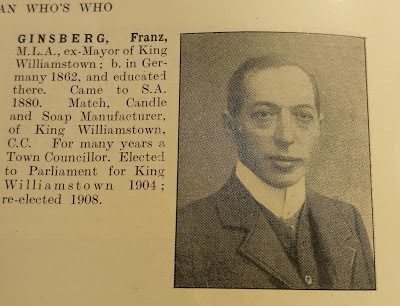 AN WHO'S WHO
GINSBERG, Franz,
M.L.A., ex-Mayor of King
Williamstown; b. in Ger-
many 1862, and educated
there. Came to S.A.
1880. Match, Candle
and Soap Manufacturer,
of King Williamstown,
C.C. For many years a
Town Councillor. Elected
to Parliament for King
Williamstown 1904;
re-elected 1908.